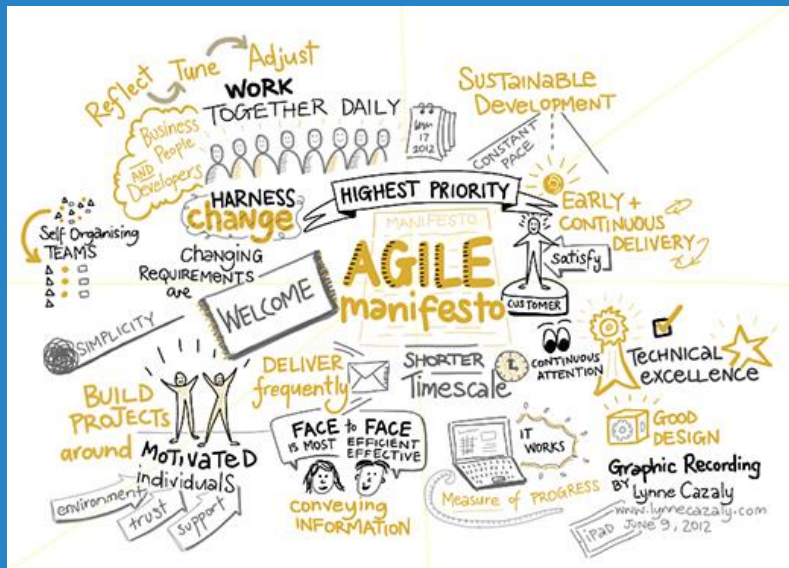 Reflect Tune Adjust
WORK
TOGETHER DAILY
Business
People
AND
Developers
17
2012
SUSTAINABLE
Development
CONSTANT
PACE
HARNESS
change
HIGHEST PRIORITY
EARLY +
CONTINUOUS
DELIVERY
Self Organising
TEAMS
CHANGING
REQUIREMENTS
are
WELCOME
MANIFESTO
AGILE
manifesto
Satisfy
CUSTOMER
SIMPLICITY
DELIVER
frequently
SHORTER
Timescale
CONTINUOUS
ATTENTION
TECHNICAL
excellence
BUILD
PROJECTS
around
MOTIVATED
individuals
environment
trust
support
FACE to FACE
IS MOST EFFICIENT
EFFECTIVE
conveying
INFORMATION
IT
WORKS
Measure of PROGRESS
GOOD
DESIGN
Graphic Recording
BY Lynne Cazaly
www.lynnecazaly.com
iPad JUNE 9, 2012